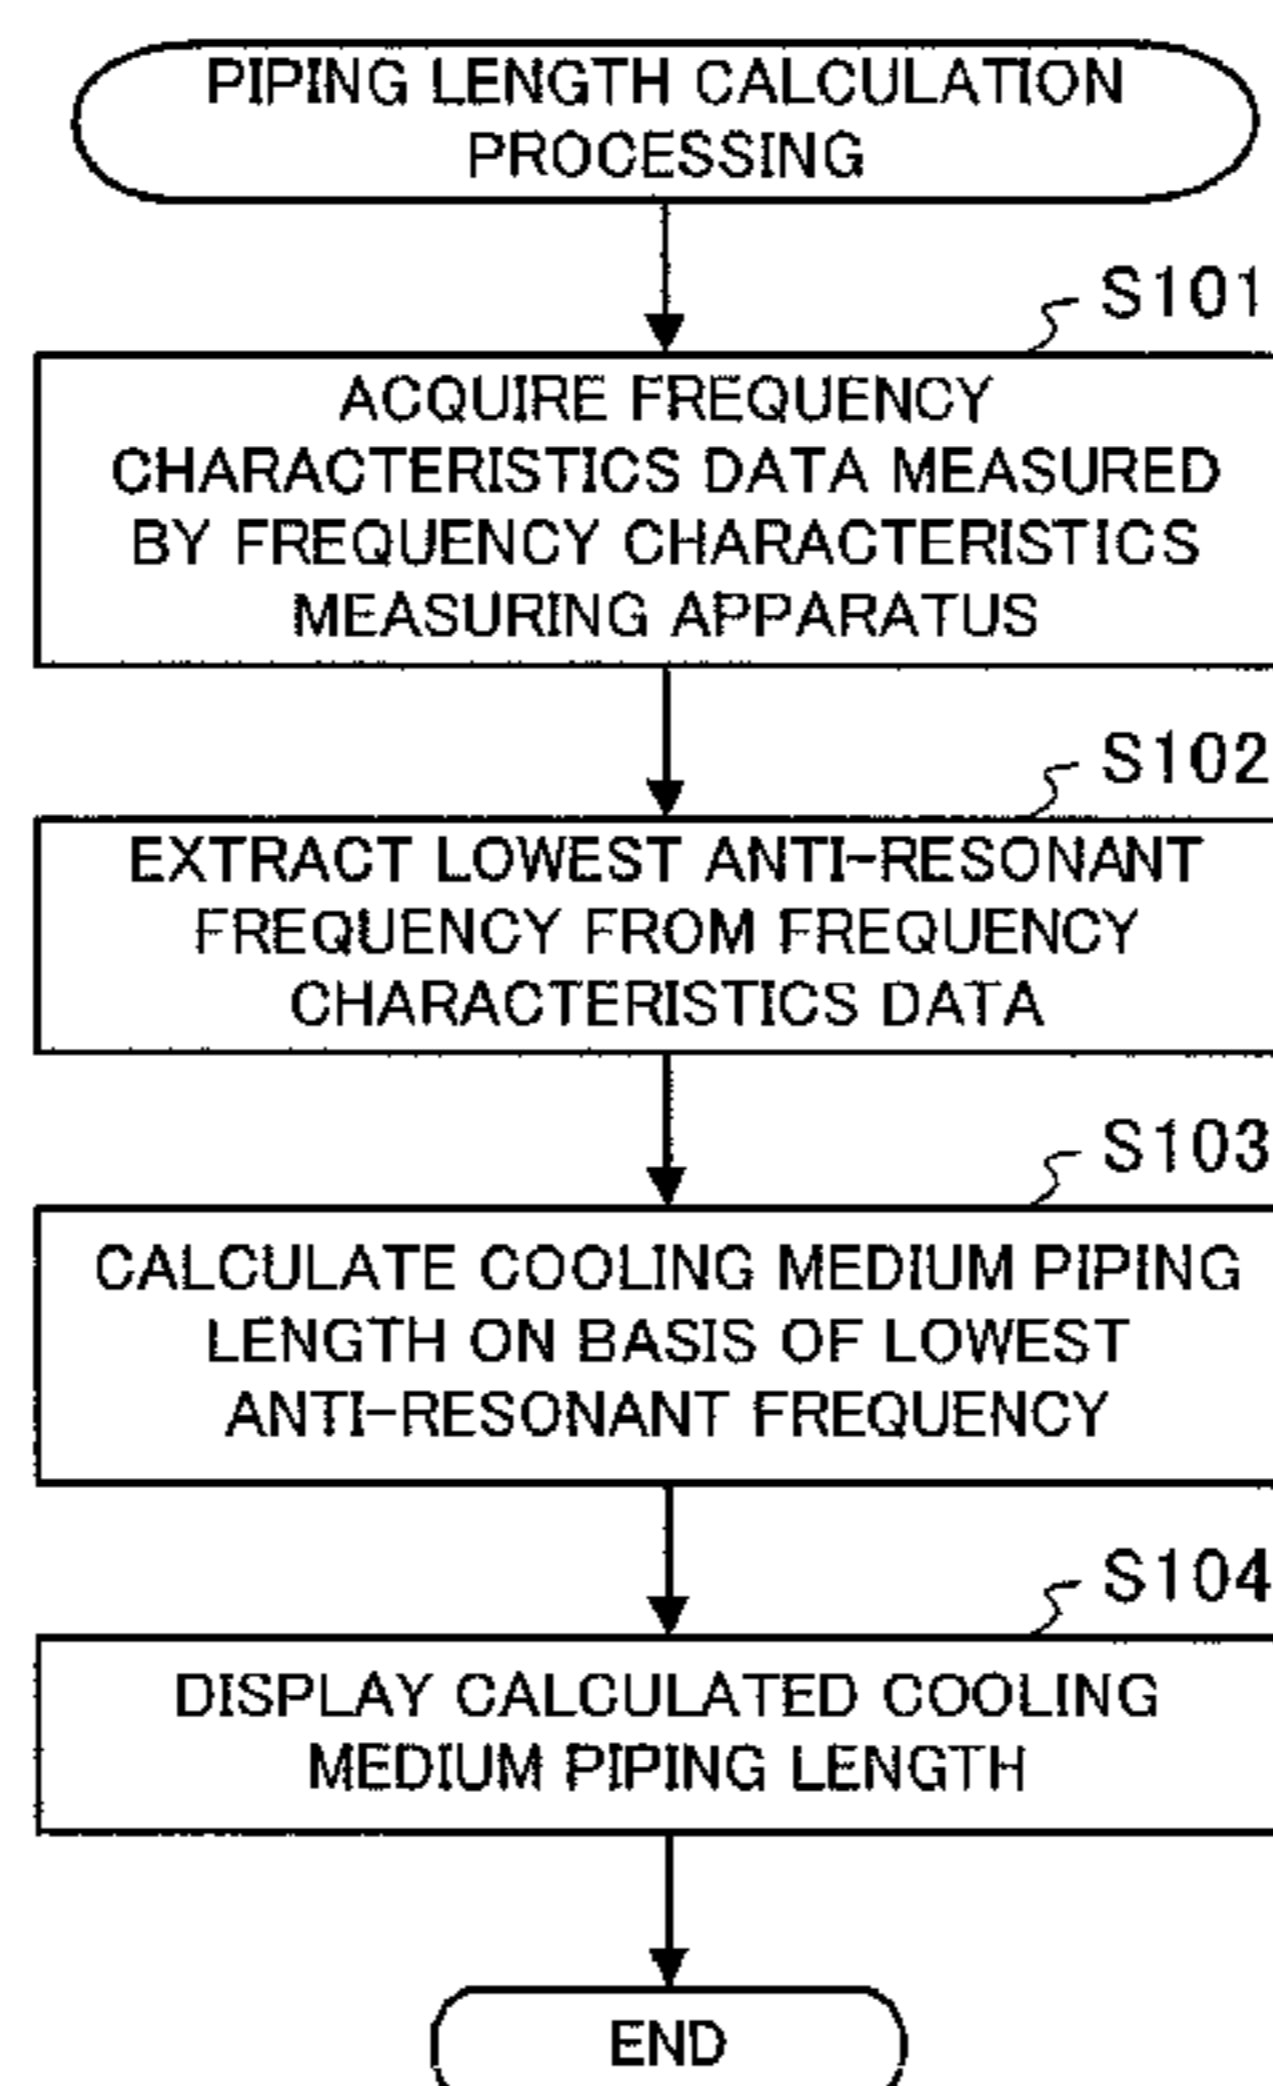 PIPING LENGTH CALCULATION
PROCESSING
S101
ACQUIRE FREQUENCY
CHARACTERISTICS DATA MEASURED
BY FREQUENCY CHARACTERISTICS
MEASURING APPARATUS
S102
EXTRACT LOWEST ANTI-RESONANT
FREQUENCY FROM FREQUENCY
CHARACTERISTICS DATA
S103
CALCULATE COOLING MEDIUM PIPING
LENGTH ON BASIS OF LOWEST
ANTI-RESONANT FREQUENCY
S104
DISPLAY CALCULATED COOLING
MEDIUM PIPING LENGTH
END